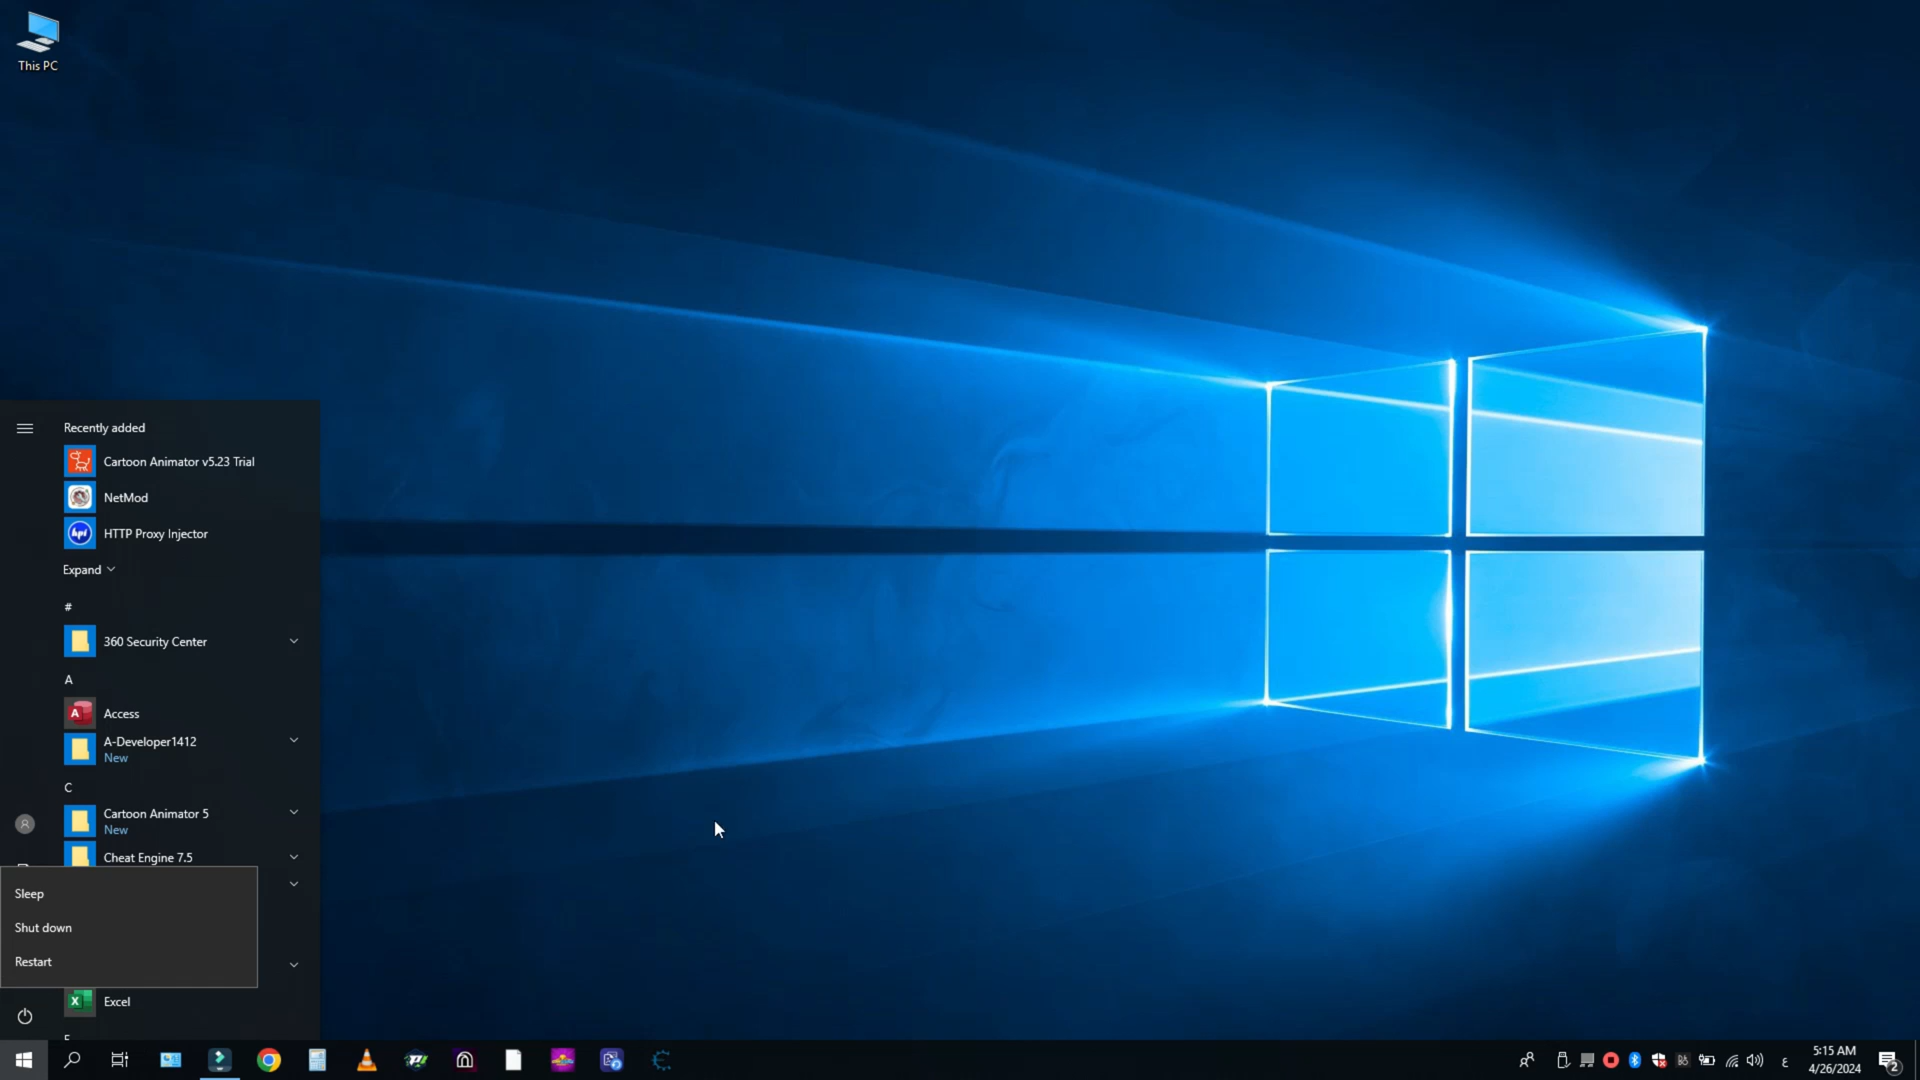 This PC
Recently added
Cartoon Animator v5.23 Trial
NetMod
hpi
HTTP Proxy Injector
Expand
#
360 Security Center
A
A
Access
A-Developer1412
New
C
Cartoon Animator 5
New
Cheat Engine 7.5
Sleep
Shut down
Restart
X
Excel
ع
5:15 AM
4/26/2024
2